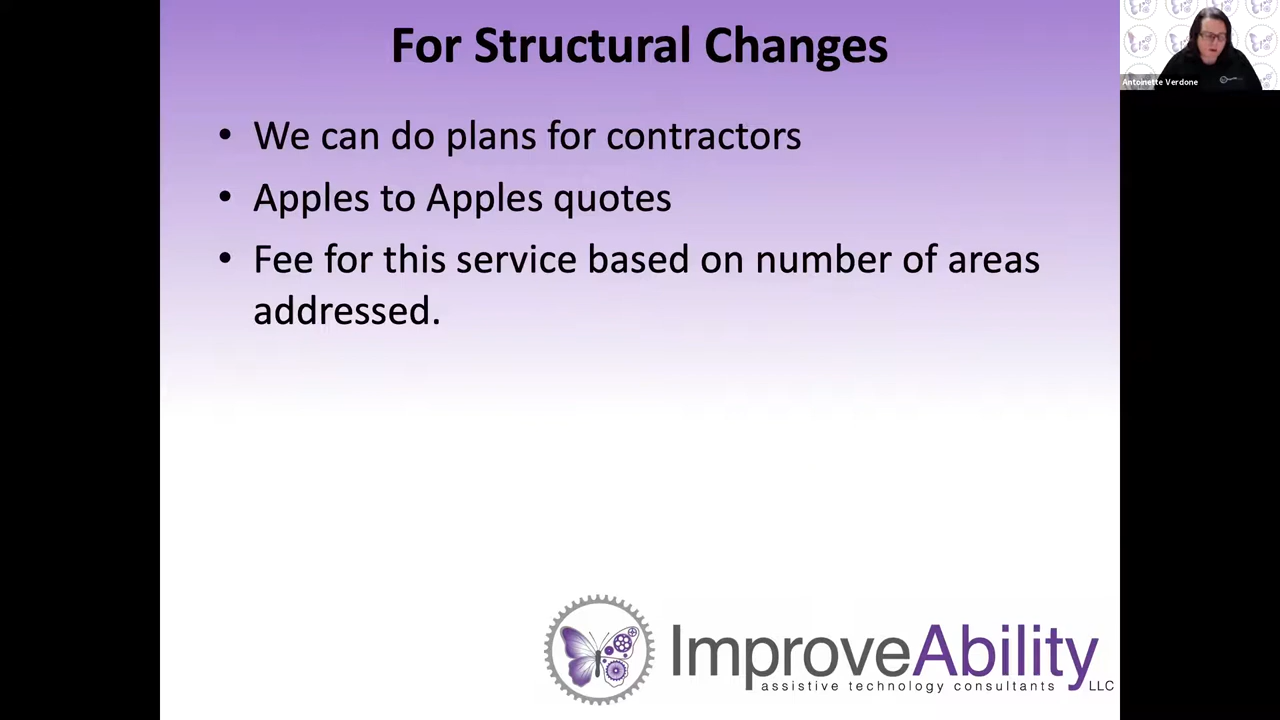 For Structural Changes
Antoinette Verdone
• We can do plans for contractors
• Apples to Apples quotes
• Fee for this service based on number of areas
addressed.
ImproveAbility
assistive technology consultants LLC